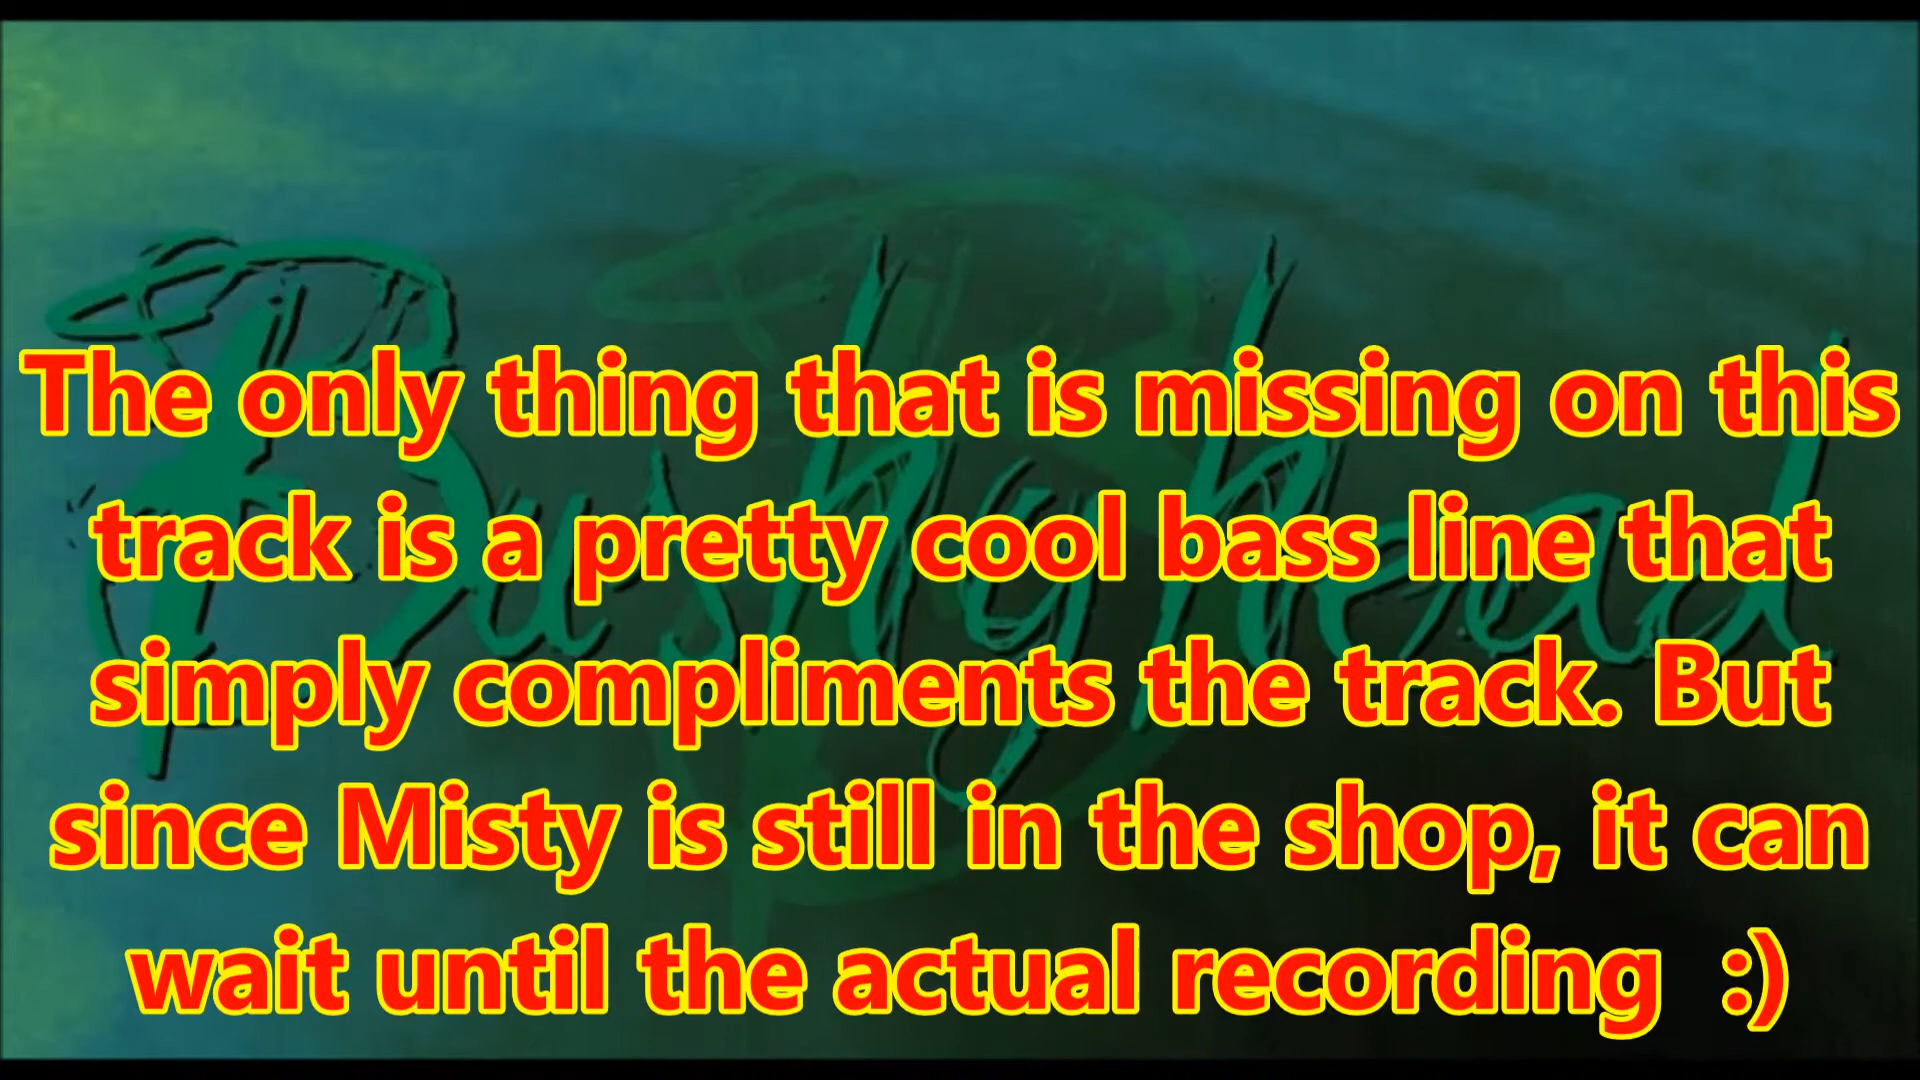 Bushyhead
The only thing that is missing on this
track is a pretty cool bass line that
simply compliments the track. But
since Misty is still in the shop, it can
wait until the actual recording :)